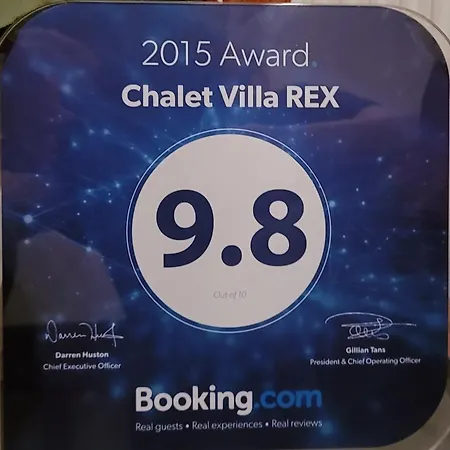 2015 Award.
Chalet Villa REX
9.8
Out of 10
Darren Huston
Chief Executive Officer
Gillian Tans
President & Chief Operating Officer
Booking.com
Real guests • Real experiences • Real reviews